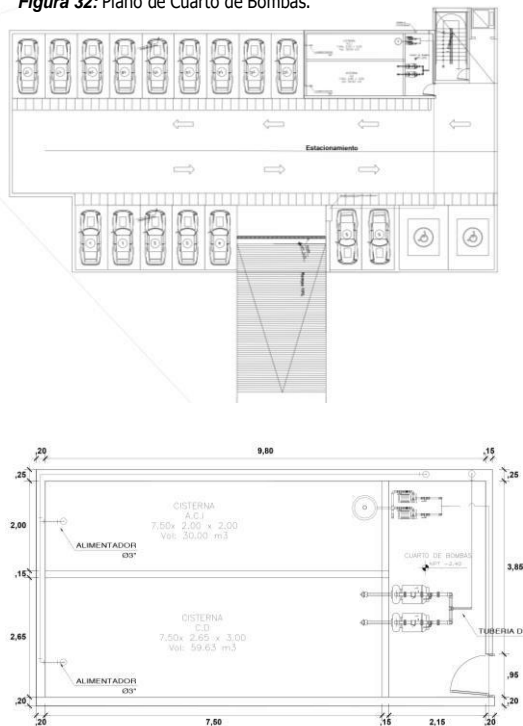 Figura 32: Plano de Cuarto de Bombas.
Estacionamiento
,20
9,80
,15
,25
,25
CISTERNA
A.C.I
7.50x 2.00 x 2.00
Vol: 30.00 m3
2,00
ALIMENTADOR
Ø3"
CUARTO DE BOMBAS
NPT -2.40
3,85
,15
CISTERNA
C.D
7.50x 2.65 x 3.00
Vol: 59.63 m3
2,65
TUBERIA D
ALIMENTADOR
Ø3"
,95
,20
,20
,20
7,50
,15
2,15
,20